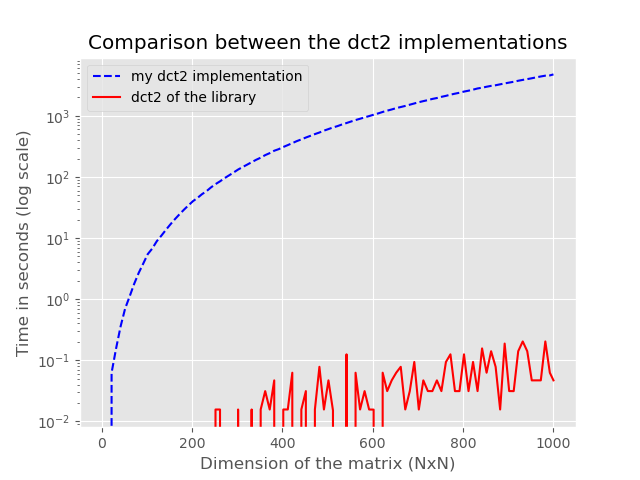 Comparison between the dct2 implementations
my dct2 implementation
dct2 of the library
Time in seconds (log scale)
10³
10²
10¹
10⁰
10⁻¹
10⁻²
0 200 400 600 800 1000
Dimension of the matrix (NxN)